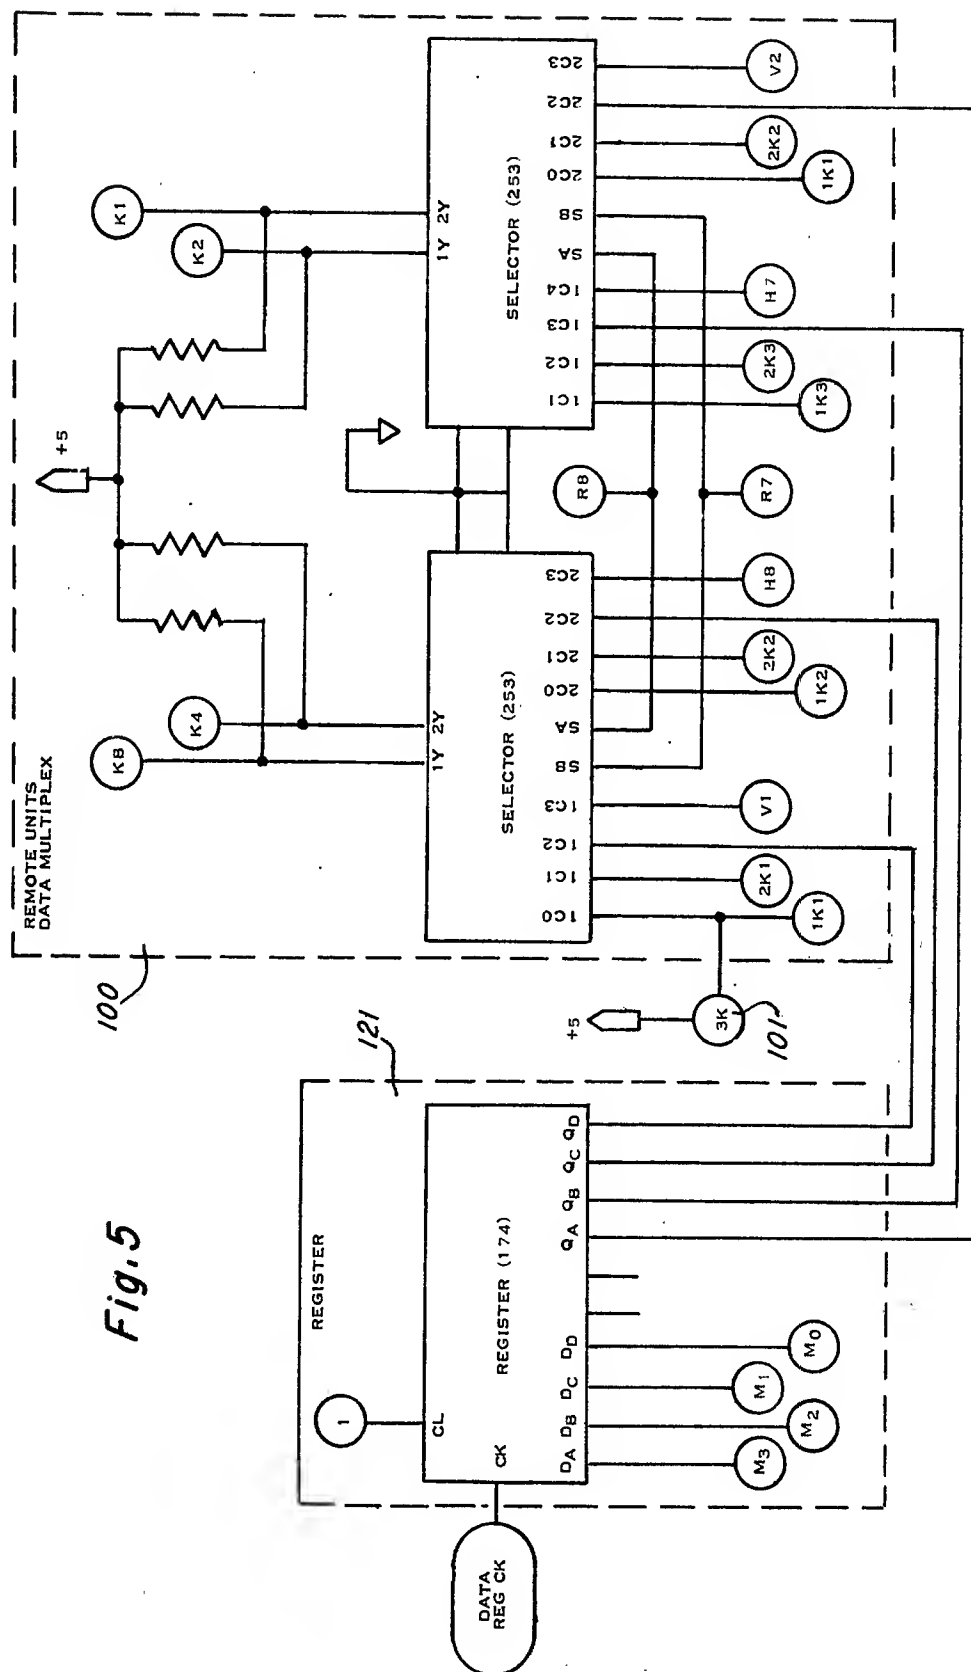 REMOTE UNITS
DATA MULTIPLEX
100
K8
K4
+5
K2
K1
1Y 2Y
SELECTOR (253)
1C0 1C1 1C2 1C3 SB SA 2C0 2C1 2C2 2C3
1Y 2Y
SELECTOR (253)
1C1 1C2 1C3 1C4 SA SB 2C0 2C1 2C2 2C3
1K1
2K1
V1
1K2
2K2
H8
R8
R7
1K3
2K3
H7
1K1
2K2
V2
+5
3K
101
121
Fig.5
REGISTER
1
CL
CK
REGISTER (174)
DA DB DC DD QA QB QC QD
M3
M2
M1
M0
DATA
REG CK